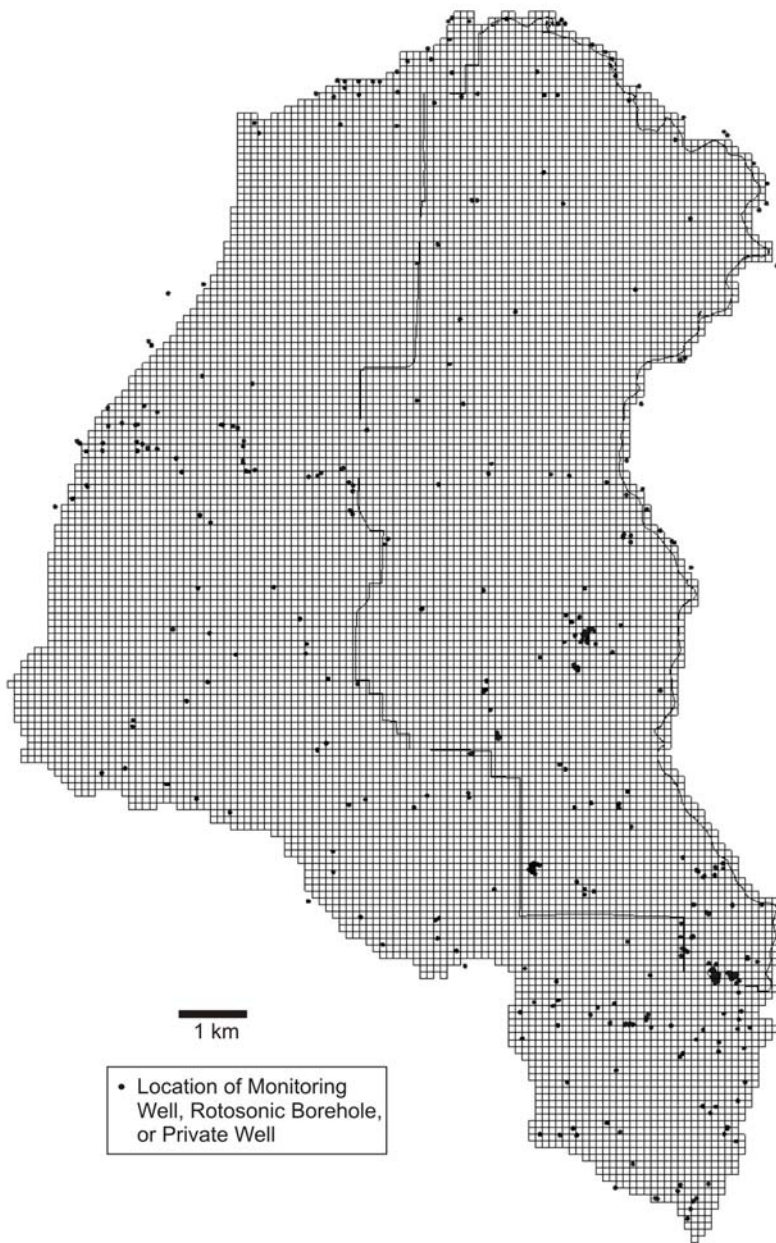 1 km
• Location of Monitoring
Well, Rotosonic Borehole,
or Private Well